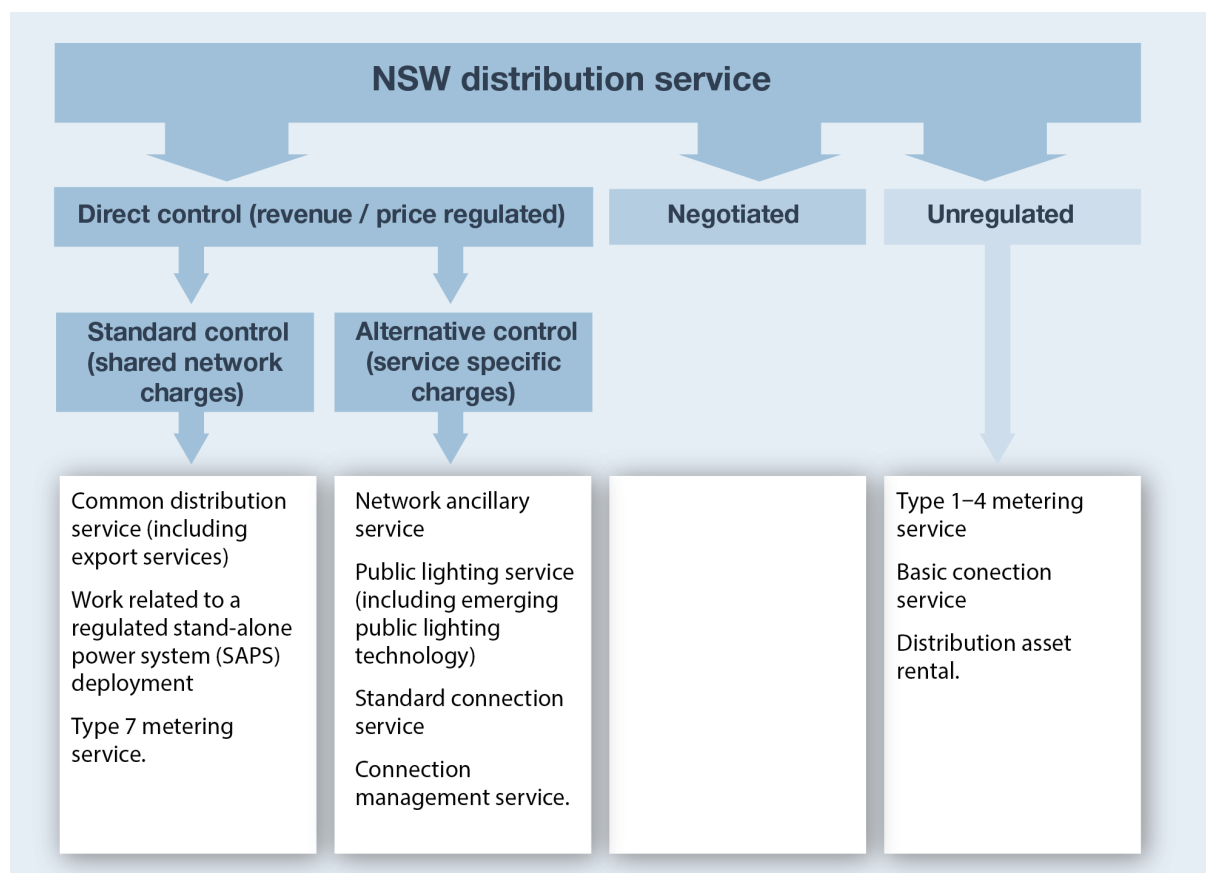 NSW distribution service
Direct control (revenue / price regulated)
Negotiated
Unregulated
Standard control
(shared network
charges)
Alternative control
(service specific
charges)
Common distribution
service (including
export services)
Work related to a
regulated stand-alone
power system (SAPS)
deployment
Type 7 metering
service.
Network ancillary
service
Public lighting service
(including emerging
public lighting
technology)
Standard connection
service
Connection
management service.
Type 1–4 metering
service
Basic conection
service
Distribution asset
rental.